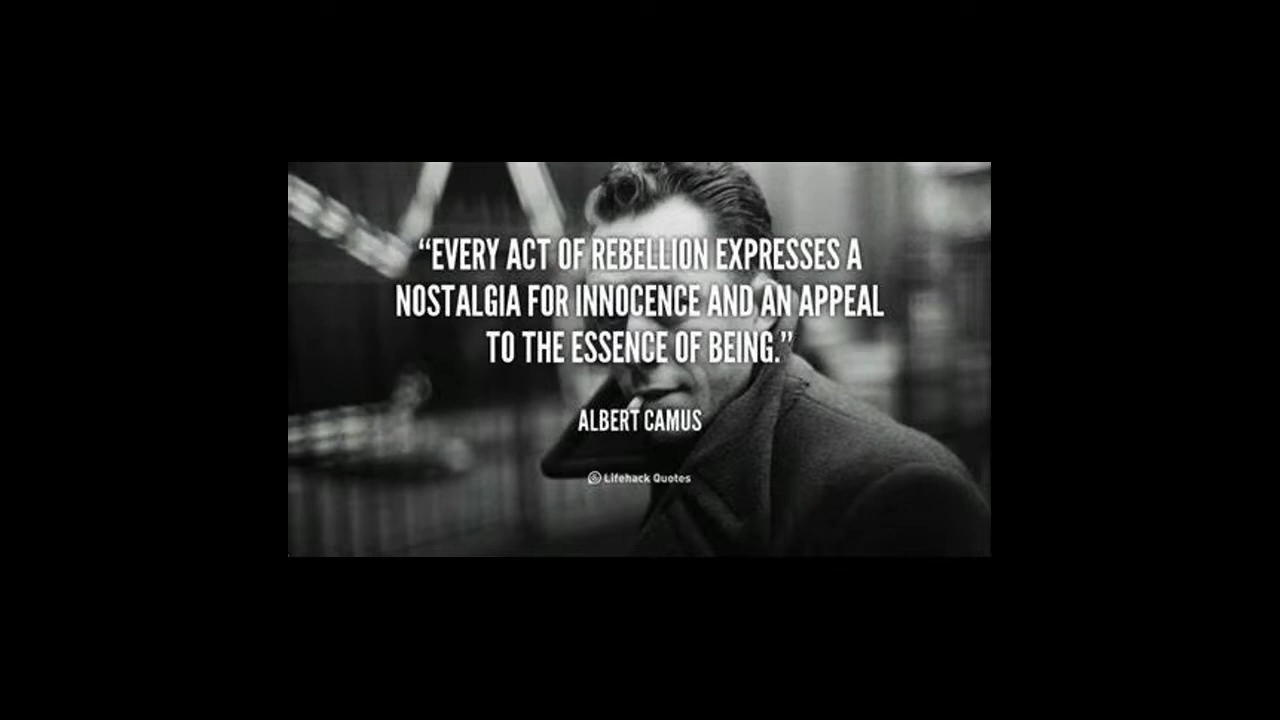 “EVERY ACT OF REBELLION EXPRESSES A
NOSTALGIA FOR INNOCENCE AND AN APPEAL
TO THE ESSENCE OF BEING.”
ALBERT CAMUS
Lifehack Quotes